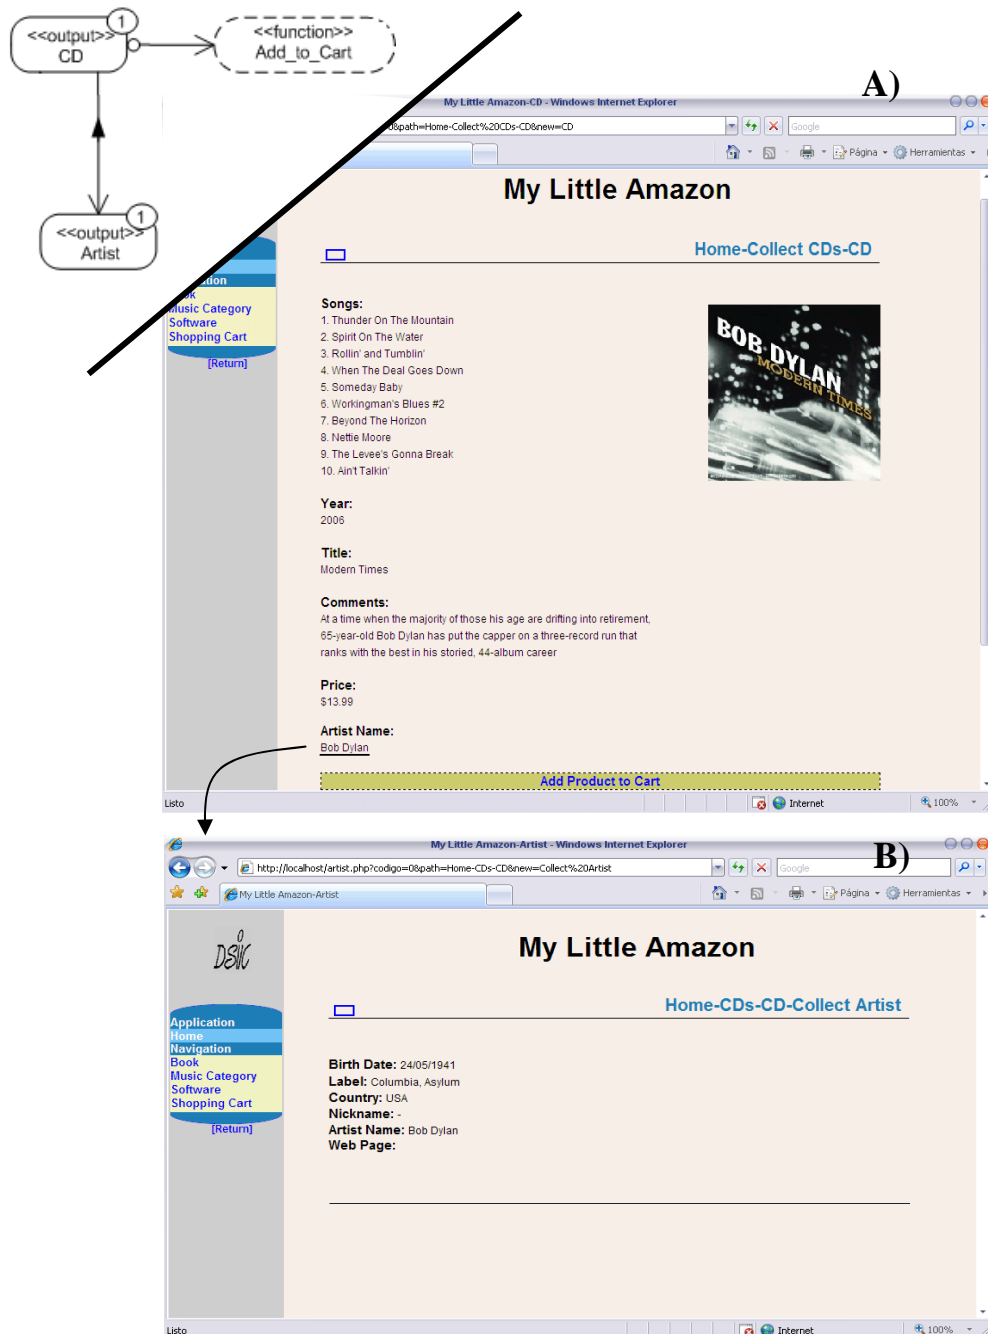 1
<<output>>
CD
<<function>>
Add_to_Cart
1
<<output>>
Artist
A)
My Little Amazon-CD - Windows Internet Explorer
0&path=Home-Collect%20CDs-CD&new=CD
Google
Página
Herramientas
My Little Amazon
Home-Collect CDs-CD
Music Category
Software
Shopping Cart
[Return]
Songs:
1. Thunder On The Mountain
2. Spirit On The Water
3. Rollin' and Tumblin'
4. When The Deal Goes Down
5. Someday Baby
6. Workingman's Blues #2
7. Beyond The Horizon
8. Nettie Moore
9. The Levee's Gonna Break
10. Ain't Talkin'
BOB DYLAN
MODERN TIMES
Year:
2006
Title:
Modern Times
Comments:
At a time when the majority of those his age are drifting into retirement,
65-year-old Bob Dylan has put the capper on a three-record run that
ranks with the best in his storied, 44-album career
Price:
$13.99
Artist Name:
Bob Dylan
Add Product to Cart
Listo
Internet
100%
My Little Amazon-Artist - Windows Internet Explorer
B)
http://localhost/artist.php?codigo=0&path=Home-CDs-CD&new=Collect%20Artist
Google
My Little Amazon-Artist
Página
Herramientas
DSIC
My Little Amazon
Home-CDs-CD-Collect Artist
Application
Home
Navigation
Book
Music Category
Software
Shopping Cart
[Return]
Birth Date: 24/05/1941
Label: Columbia, Asylum
Country: USA
Nickname: -
Artist Name: Bob Dylan
Web Page:
Listo
Internet
100%